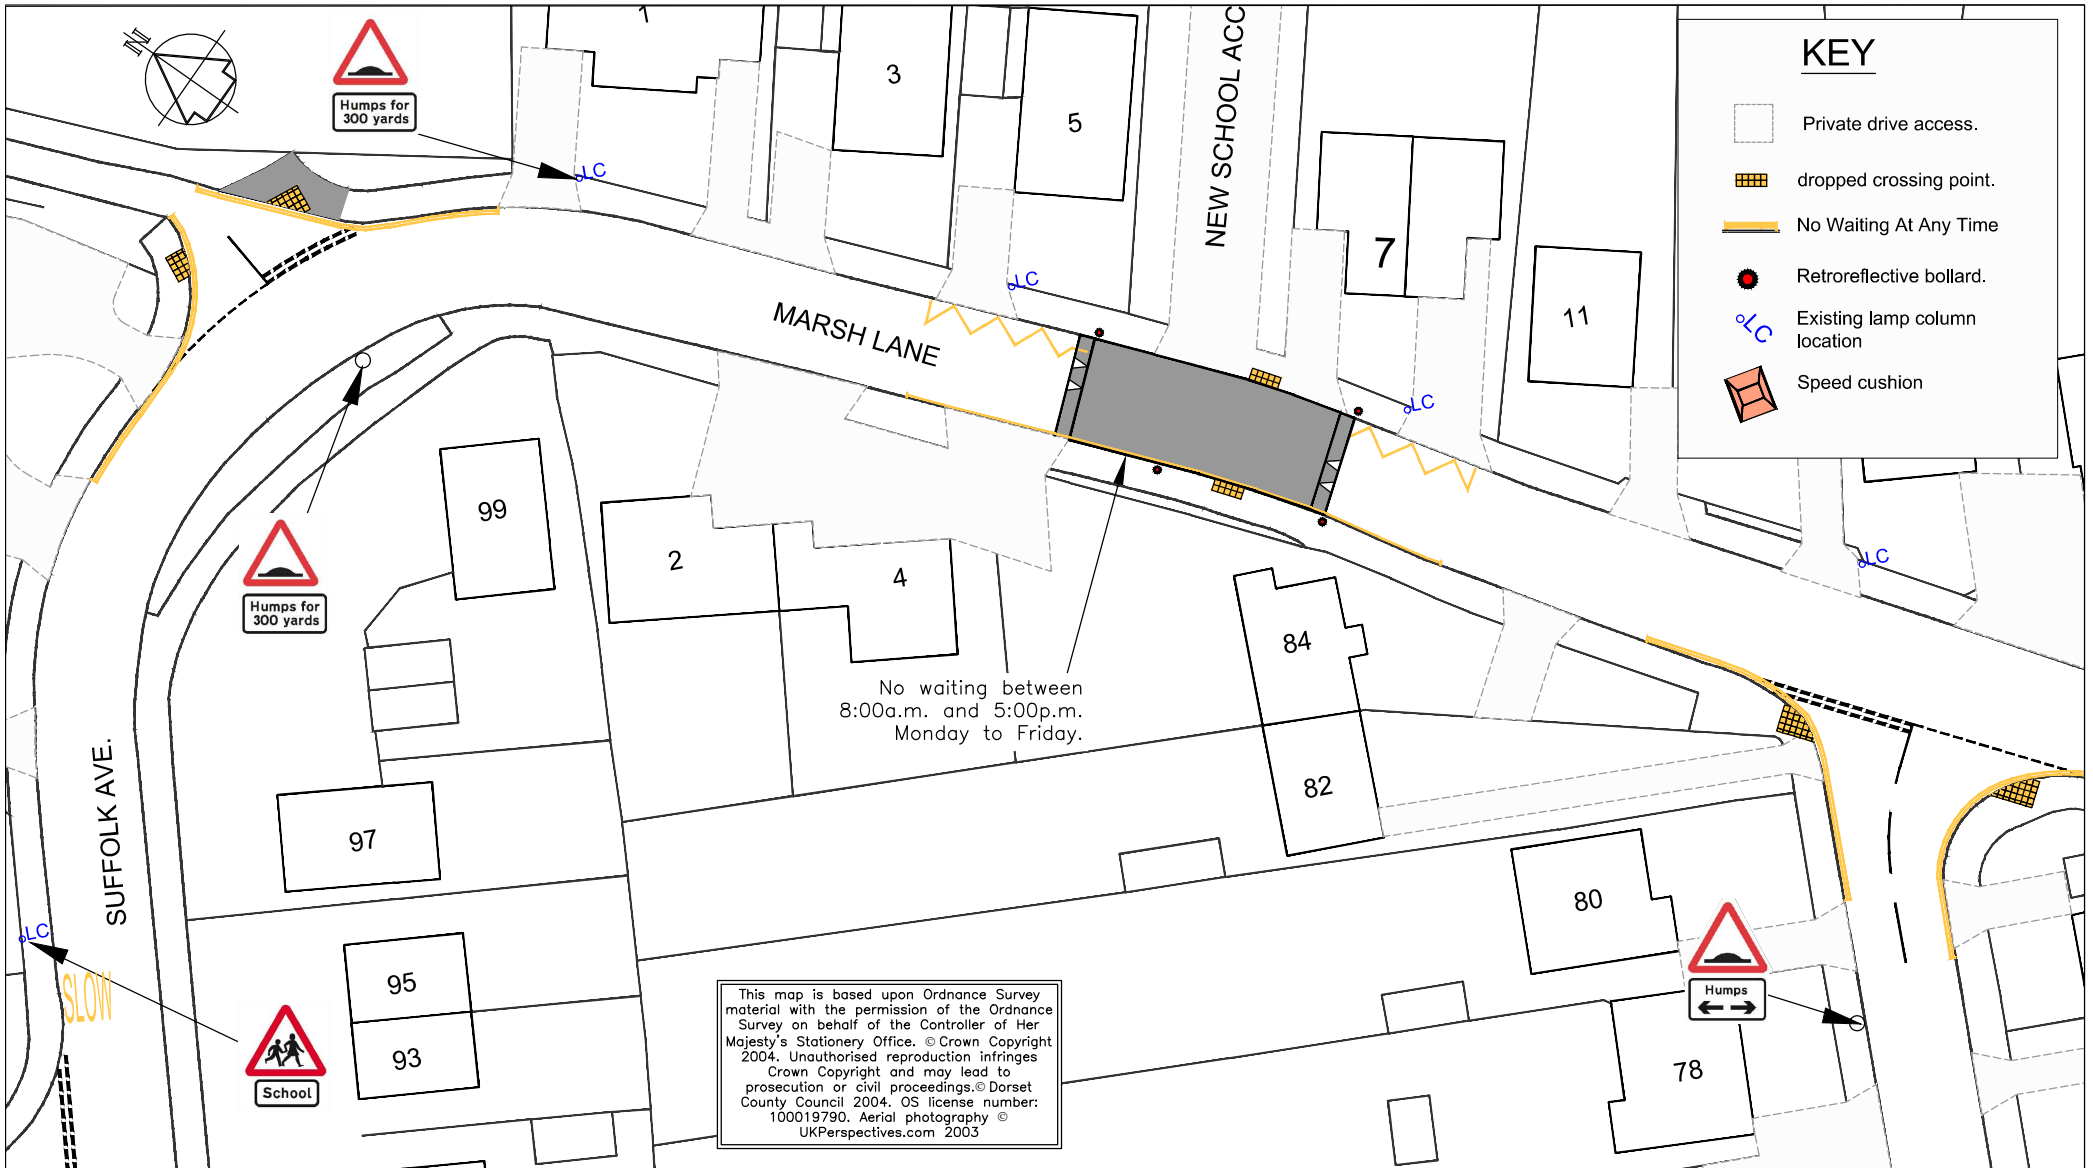 N
Humps for
300 yards
1
3
5
NEW SCHOOL ACC
7
11
KEY
Private drive access.
dropped crossing point.
No Waiting At Any Time
Retroreflective bollard.
LC
Existing lamp column
location
Speed cushion
LC
LC
LC
LC
MARSH LANE
99
2
4
84
82
Humps for
300 yards
No waiting between
8:00a.m. and 5:00p.m.
Monday to Friday.
SUFFOLK AVE.
97
95
93
80
78
LC
SLOW
School
Humps
This map is based upon Ordnance Survey
material with the permission of the Ordnance
Survey on behalf of the Controller of Her
Majesty's Stationery Office. © Crown Copyright
2004. Unauthorised reproduction infringes
Crown Copyright and may lead to
prosecution or civil proceedings.© Dorset
County Council 2004. OS license number:
100019790. Aerial photography ©
UKPerspectives.com 2003